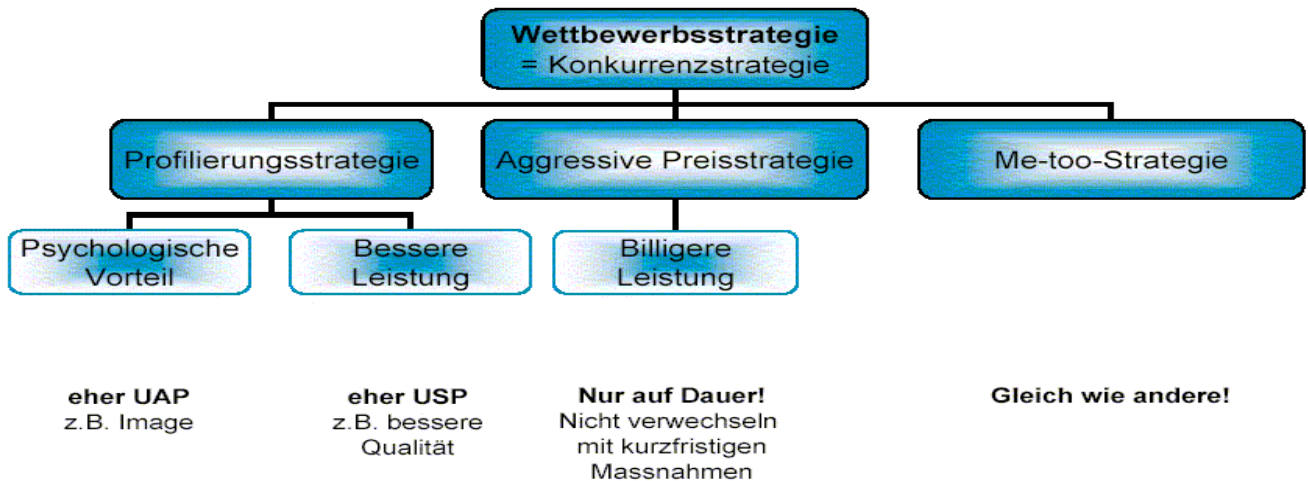 Wettbewerbsstrategie
= Konkurrenzstrategie
Profilierungsstrategie
Aggressive Preisstrategie
Me-too-Strategie
Psychologische
Vorteil
Bessere
Leistung
Billigere
Leistung
eher UAP
z.B. Image
eher USP
z.B. bessere
Qualität
Nur auf Dauer!
Nicht verwechseln
mit kurzfristigen
Massnahmen
Gleich wie andere!